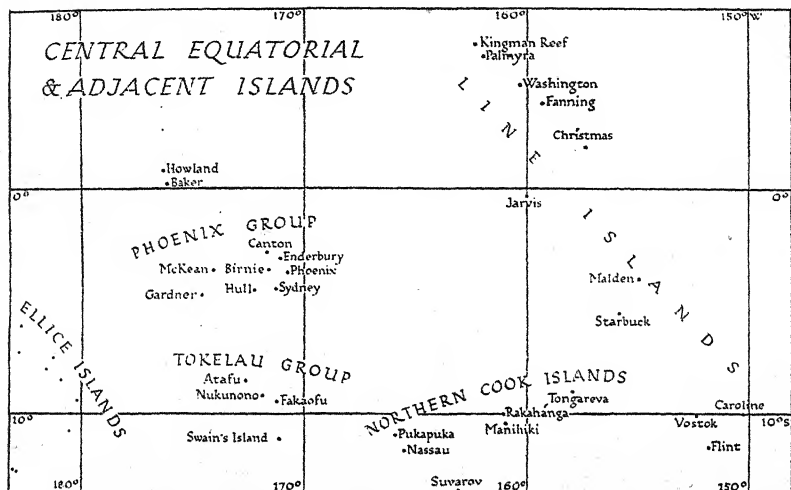 180° 170° 160° 150°W
CENTRAL EQUATORIAL
& ADJACENT ISLANDS
Kingman Reef
Palmyra
Washington
Fanning
Christmas
LINE ISLANDS
Howland
Baker
0° 0°
Jarvis
PHOENIX GROUP
Canton
Enderbury
McKean Birnie Phoenix
Gardner Hull Sydney
Malden
Starbuck
ELLICE ISLANDS
TOKELAU GROUP
Atafu
Nukunono
Fakaofu
NORTHERN COOK ISLANDS
Tongareva
Rakahanga
Manihiki
Caroline
10° Vostok 10°S
Swain's Island
Pukapuka
Nassau
Flint
Suvarov
180° 170° 160° 150°